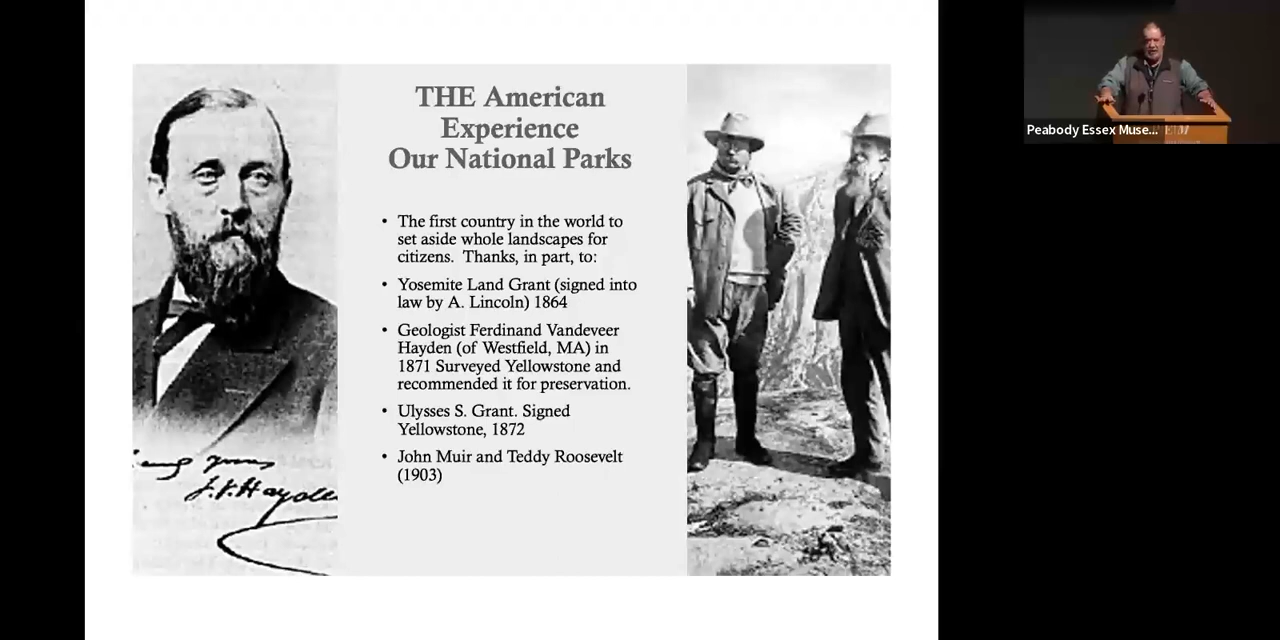 THE American
Experience
Our National Parks
• The first country in the world to
set aside whole landscapes for
citizens. Thanks, in part, to:
• Yosemite Land Grant (signed into
law by A. Lincoln) 1864
• Geologist Ferdinand Vandeveer
Hayden (of Westfield, MA) in
1871 Surveyed Yellowstone and
recommended it for preservation.
• Ulysses S. Grant. Signed
Yellowstone, 1872
• John Muir and Teddy Roosevelt
(1903)
Peabody Essex Muse...